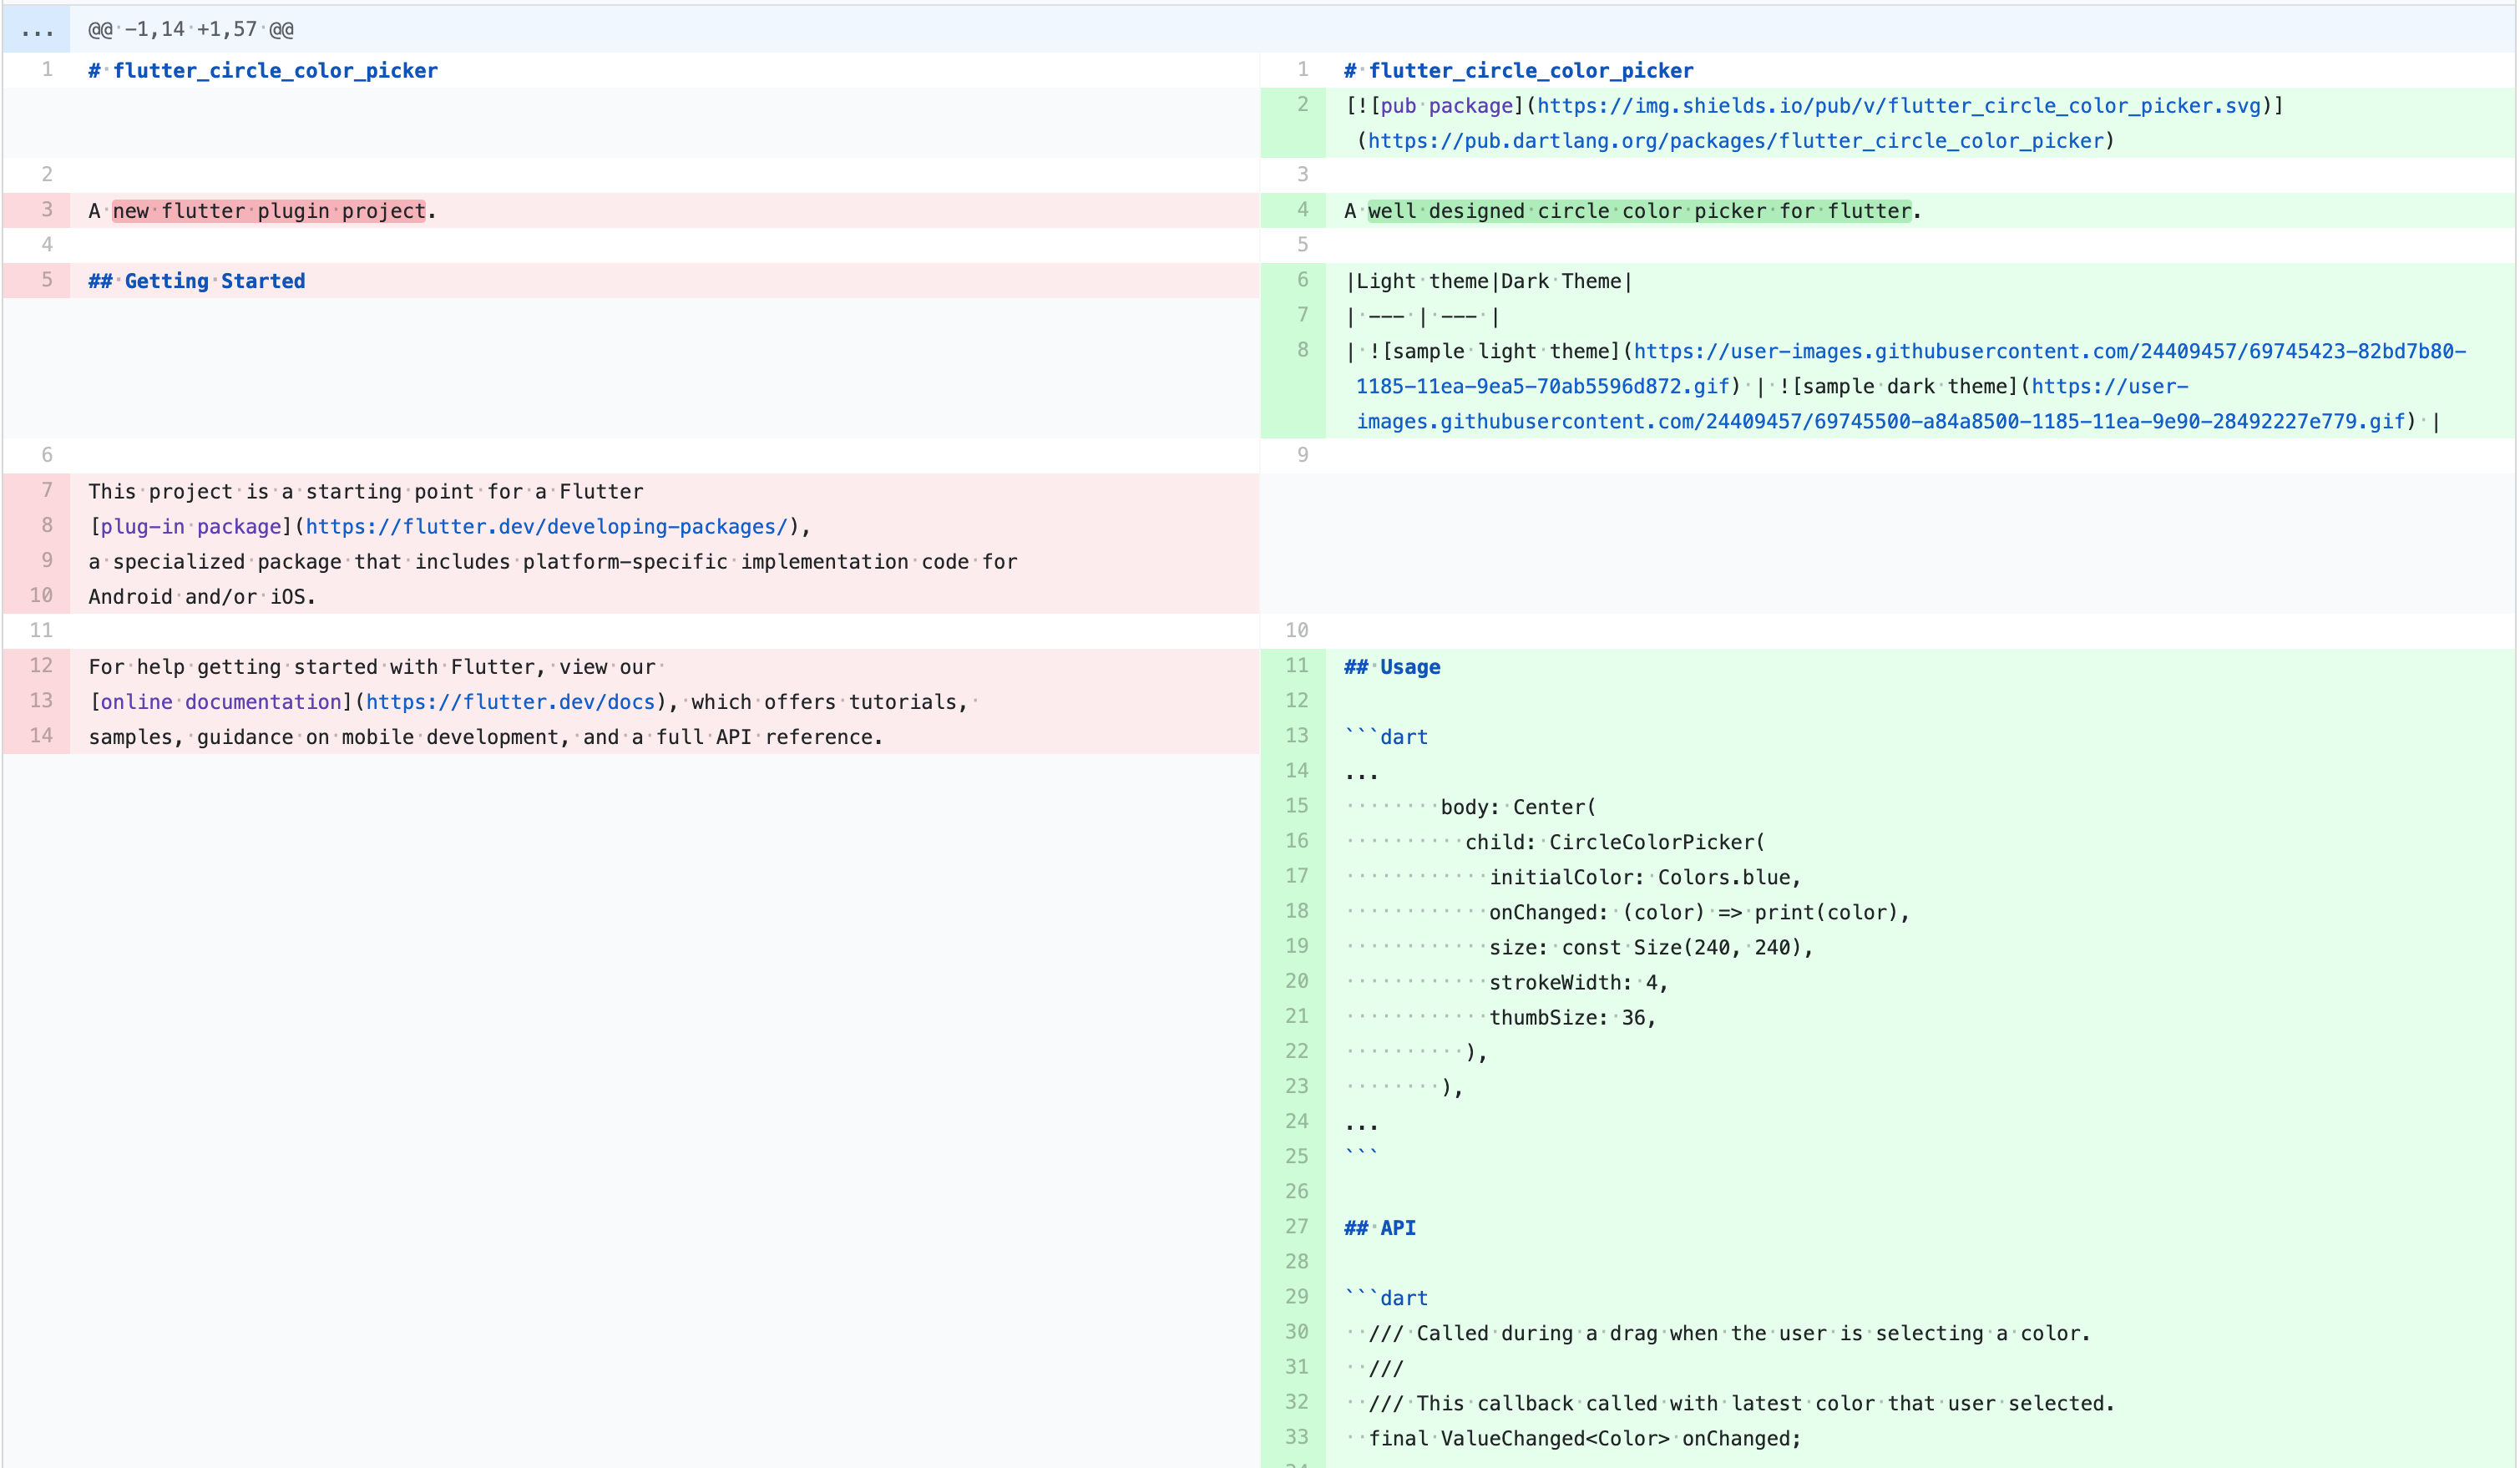 ... @@ -1,14 +1,57 @@
1 # flutter_circle_color_picker
2
3 A new flutter plugin project.
4
5 ## Getting Started
6
7 This project is a starting point for a Flutter
8 [plug-in package](https://flutter.dev/developing-packages/),
9 a specialized package that includes platform-specific implementation code for
10 Android and/or iOS.
11
12 For help getting started with Flutter, view our
13 [online documentation](https://flutter.dev/docs), which offers tutorials,
14 samples, guidance on mobile development, and a full API reference.
1 # flutter_circle_color_picker
2 [![pub package](https://img.shields.io/pub/v/flutter_circle_color_picker.svg)]
(https://pub.dartlang.org/packages/flutter_circle_color_picker)
3
4 A well designed circle color picker for flutter.
5
6 |Light theme|Dark Theme|
7 | --- | --- |
8 | ![sample light theme](https://user-images.githubusercontent.com/24409457/69745423-82bd7b80-
1185-11ea-9ea5-70ab5596d872.gif) | ![sample dark theme](https://user-
images.githubusercontent.com/24409457/69745500-a84a8500-1185-11ea-9e90-28492227e779.gif) |
9
10
11 ## Usage
12
13 ```dart
14 ...
15         body: Center(
16           child: CircleColorPicker(
17             initialColor: Colors.blue,
18             onChanged: (color) => print(color),
19             size: const Size(240, 240),
20             strokeWidth: 4,
21             thumbSize: 36,
22           ),
23         ),
24 ...
25 ```
26
27 ## API
28
29 ```dart
30   /// Called during a drag when the user is selecting a color.
31   ///
32   /// This callback called with latest color that user selected.
33   final ValueChanged<Color> onChanged;